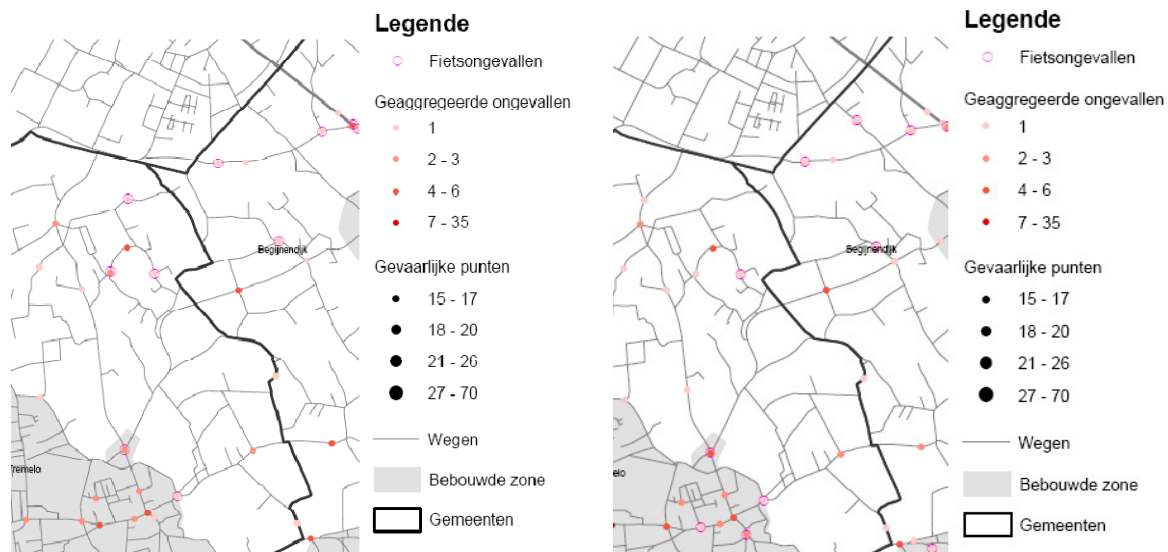 Legende
Fietsongevallen
Geaggregeerde ongevallen
1
2 - 3
4 - 6
7 - 35
Gevaarlijke punten
15 - 17
18 - 20
21 - 26
27 - 70
Wegen
Bebouwde zone
Gemeenten
Begijnendijk
Tremelo
Legende
Fietsongevallen
Geaggregeerde ongevallen
1
2 - 3
4 - 6
7 - 35
Gevaarlijke punten
15 - 17
18 - 20
21 - 26
27 - 70
Wegen
Bebouwde zone
Gemeenten
Begijnendijk
melo